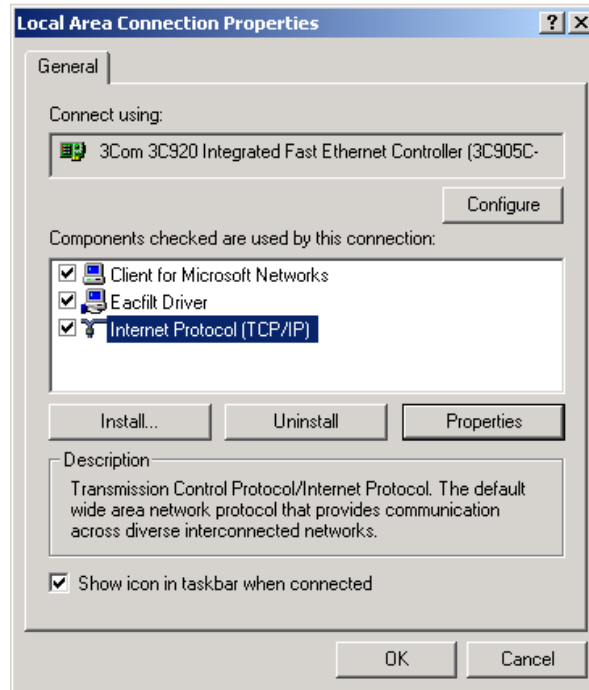 Local Area Connection Properties
General
Connect using:
3Com 3C920 Integrated Fast Ethernet Controller (3C905C-
Configure
Components checked are used by this connection:
Client for Microsoft Networks
Eacfilt Driver
Internet Protocol (TCP/IP)
Install... Uninstall Properties
Description
Transmission Control Protocol/Internet Protocol. The default
wide area network protocol that provides communication
across diverse interconnected networks.
Show icon in taskbar when connected
OK Cancel